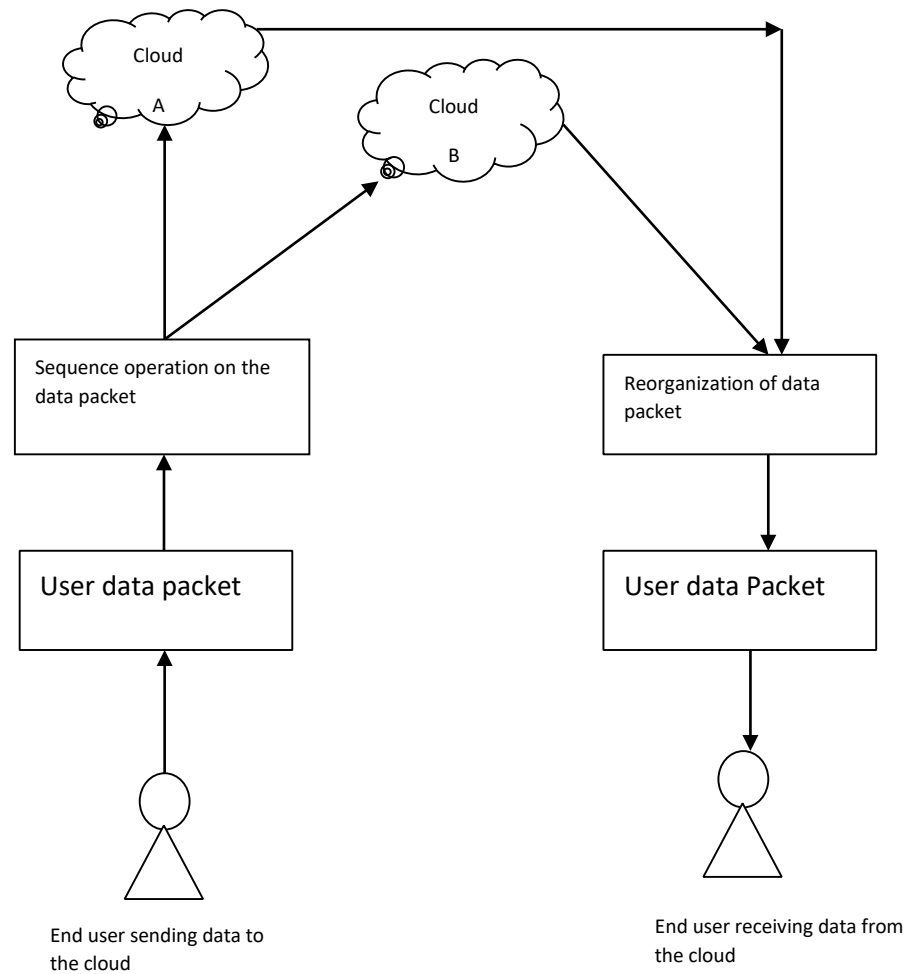 Cloud
A
Cloud
B
Sequence operation on the
data packet
Reorganization of data
packet
User data packet
User data Packet
End user sending data to
the cloud
End user receiving data from
the cloud